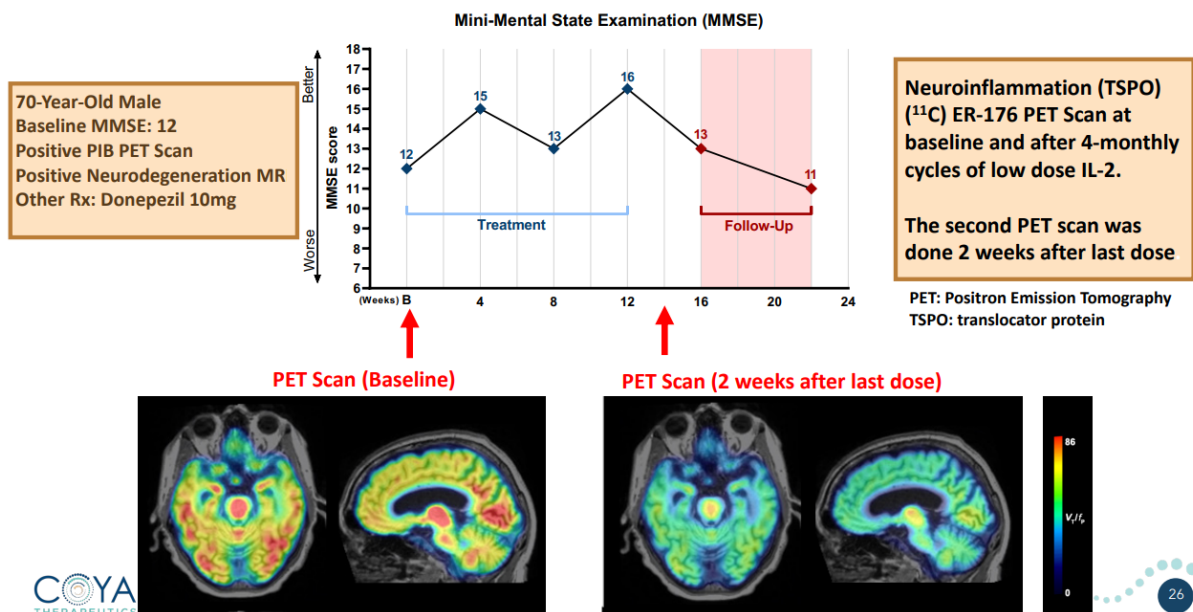 Mini-Mental State Examination (MMSE)
70-Year-Old Male
Baseline MMSE: 12
Positive PIB PET Scan
Positive Neurodegeneration MR
Other Rx: Donepezil 10mg
Better
Worse
MMSE score
18
17
16
15
14
13
12
11
10
9
8
7
6
12
15
13
16
13
11
Treatment
Follow-Up
(Weeks) B
4
8
12
16
20
24
Neuroinflammation (TSPO)
(¹¹C) ER-176 PET Scan at
baseline and after 4-monthly
cycles of low dose IL-2.
The second PET scan was
done 2 weeks after last dose.
PET: Positron Emission Tomography
TSPO: translocator protein
PET Scan (Baseline)
PET Scan (2 weeks after last dose)
86
V_T/f_P
0
COYA
THERAPEUTICS
26